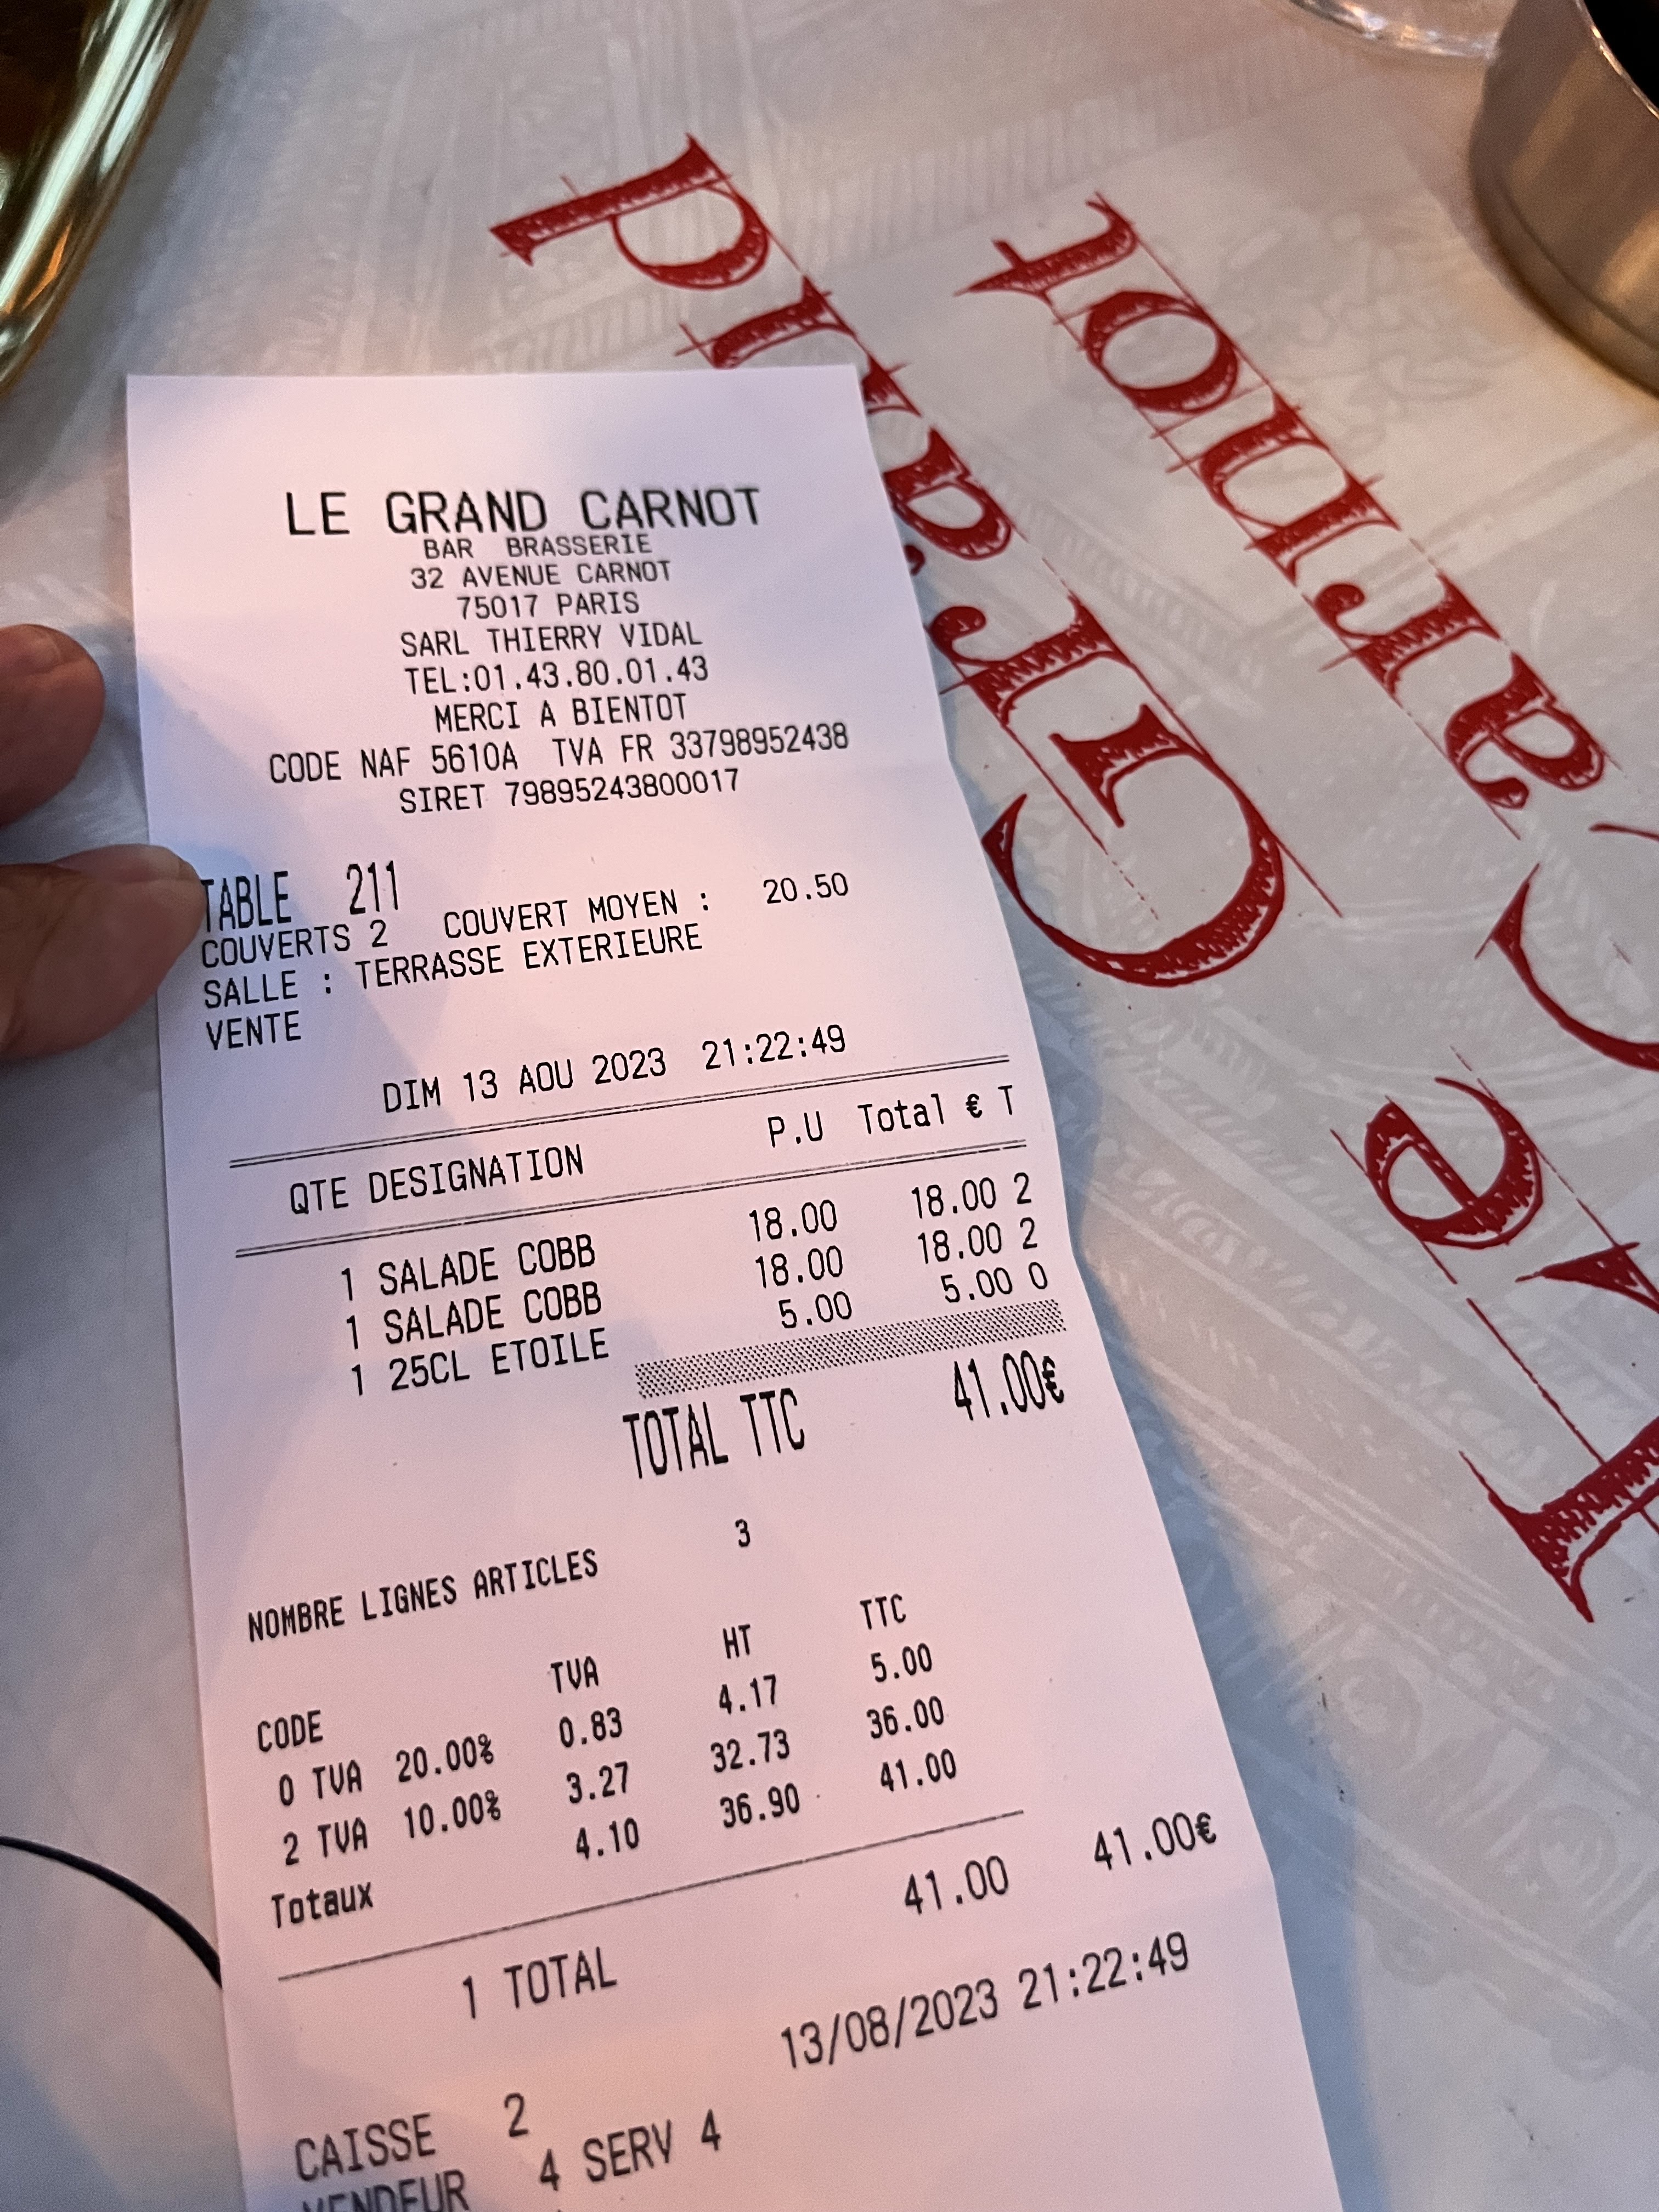 LE GRAND CARNOT
BAR BRASSERIE
32 AVENUE CARNOT
75017 PARIS
SARL THIERRY VIDAL
TEL:01.43.80.01.43
MERCI A BIENTOT
CODE NAF 5610A TVA FR 33798952438
SIRET 79895243800017
TABLE 211
COUVERTS 2 COUVERT MOYEN : 20.50
SALLE : TERRASSE EXTERIEURE
VENTE
DIM 13 AOU 2023 21:22:49
QTE DESIGNATION P.U Total € T
1 SALADE COBB 18.00 18.00 2
1 SALADE COBB 18.00 18.00 2
1 25CL ETOILE 5.00 5.00 0
TOTAL TTC 41.00€
NOMBRE LIGNES ARTICLES 3
CODE TVA HT TTC
0 TVA 20.00% 0.83 4.17 5.00
2 TVA 10.00% 3.27 32.73 36.00
Totaux 4.10 36.90 41.00
1 TOTAL 41.00 41.00€
13/08/2023 21:22:49
CAISSE 2
VENDEUR 4 SERV 4
Le Grand
Carnot